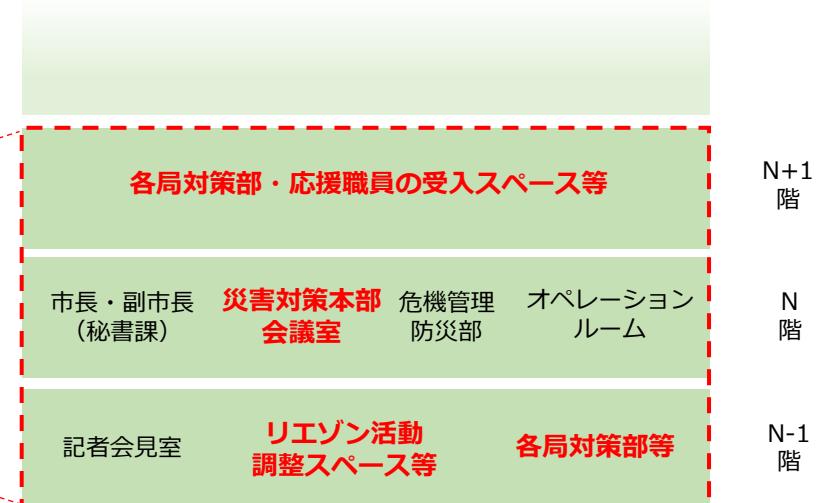 各局対策部・応援職員の受入スペース等
N+1
階
市長・副市長
（秘書課）
災害対策本部
会議室
危機管理
防災部
オペレーション
ルーム
N
階
記者会見室
リエゾン活動
調整スペース等
各局対策部等
N-1
階